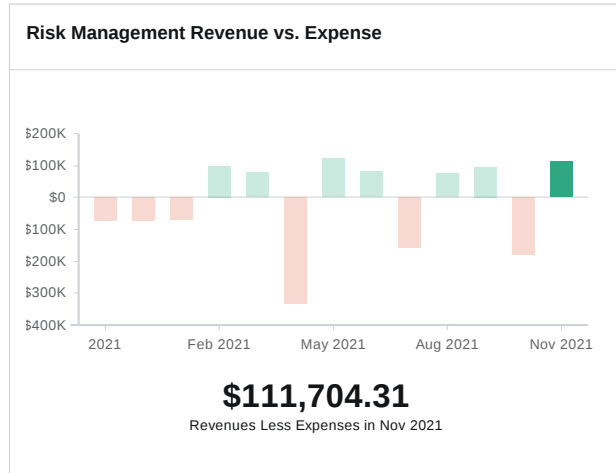 Risk Management Revenue vs. Expense
$200K
$100K
$0
$100K
$200K
$300K
$400K
2021
Feb 2021
May 2021
Aug 2021
Nov 2021
$111,704.31
Revenues Less Expenses in Nov 2021